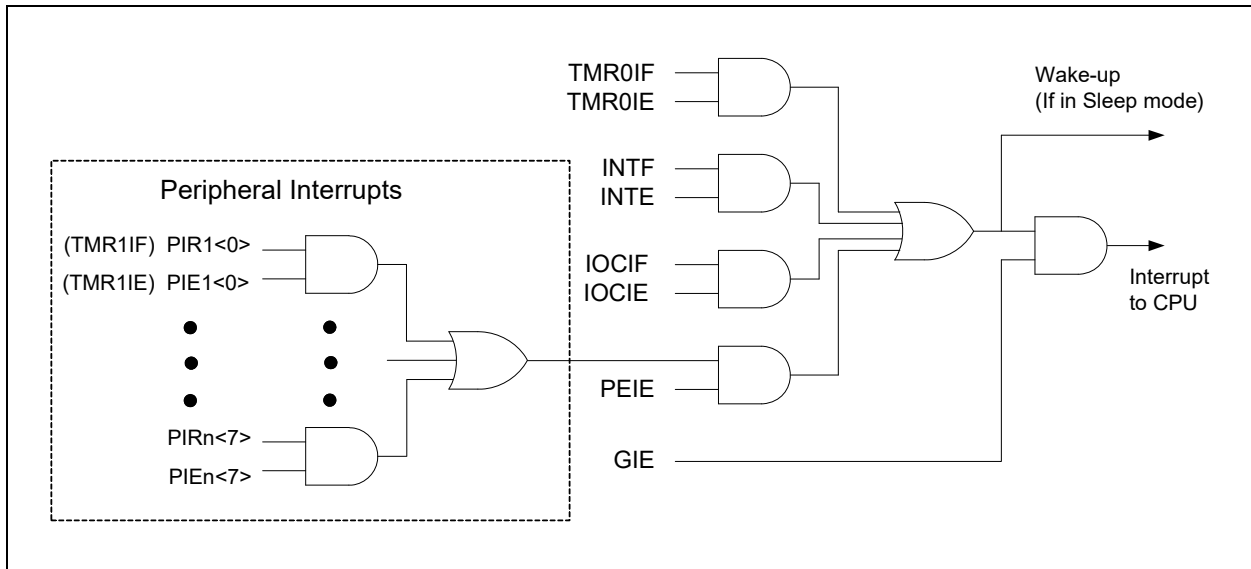 TMR0IF
TMR0IE
Wake-up
(If in Sleep mode)
INTF
INTE
Peripheral Interrupts
(TMR1IF) PIR1<0>
(TMR1IE) PIE1<0>
IOCIF
IOCIE
Interrupt
to CPU
PEIE
PIRn<7>
PIEn<7>
GIE